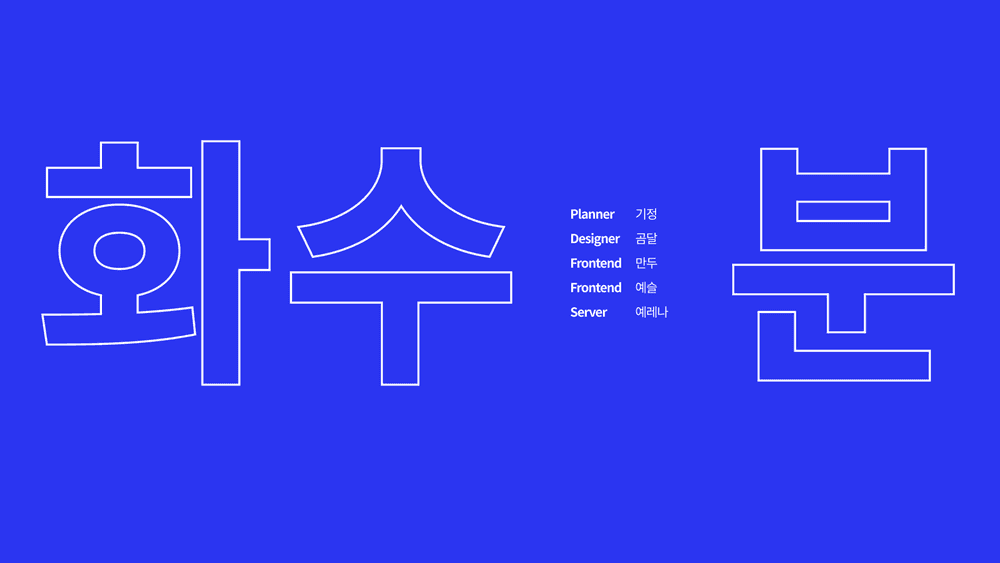 화수
Planner 기정
Designer 곰달
Frontend 만두
Frontend 예슬
Server 예레나
분